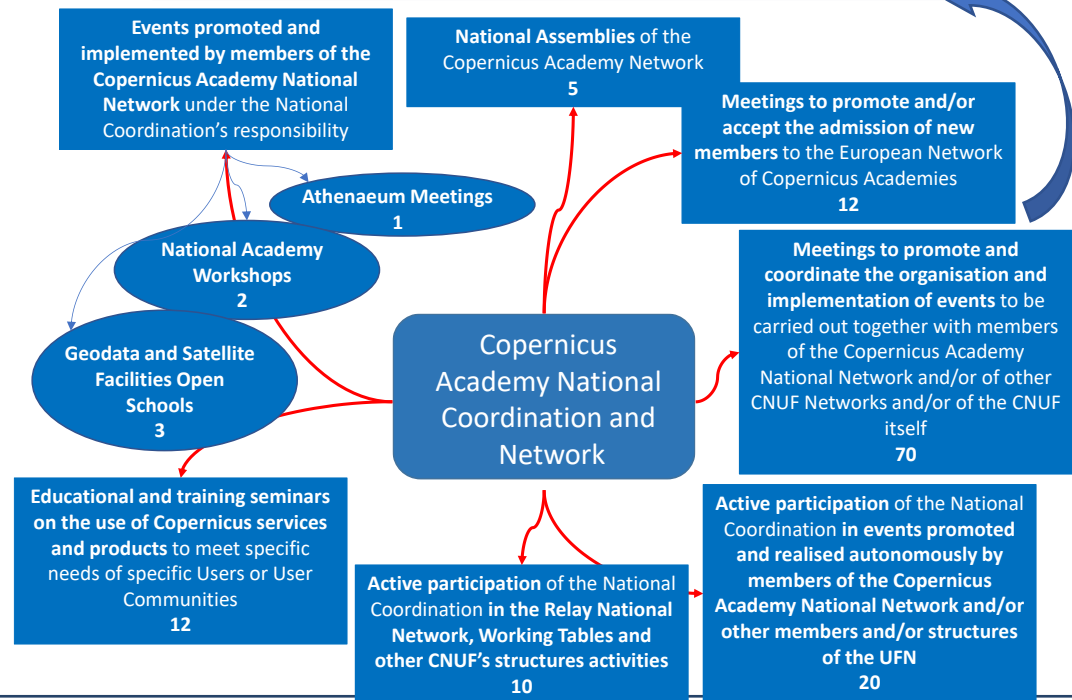 Events promoted and
implemented by members of the
Copernicus Academy National
Network under the National
Coordination’s responsibility
National Assemblies of the
Copernicus Academy Network
5
Meetings to promote and/or
accept the admission of new
members to the European Network
of Copernicus Academies
12
Athenaeum Meetings
1
National Academy
Workshops
2
Geodata and Satellite
Facilities Open
Schools
3
Copernicus
Academy National
Coordination and
Network
Meetings to promote and
coordinate the organisation and
implementation of events to be
carried out together with members
of the Copernicus Academy
National Network and/or of other
CNUF Networks and/or of the CNUF
itself
70
Educational and training seminars
on the use of Copernicus services
and products to meet specific
needs of specific Users or User
Communities
12
Active participation of the National
Coordination in the Relay National
Network, Working Tables and
other CNUF’s structures activities
10
Active participation of the National
Coordination in events promoted
and realised autonomously by
members of the Copernicus
Academy National Network and/or
other members and/or structures
of the UFN
20